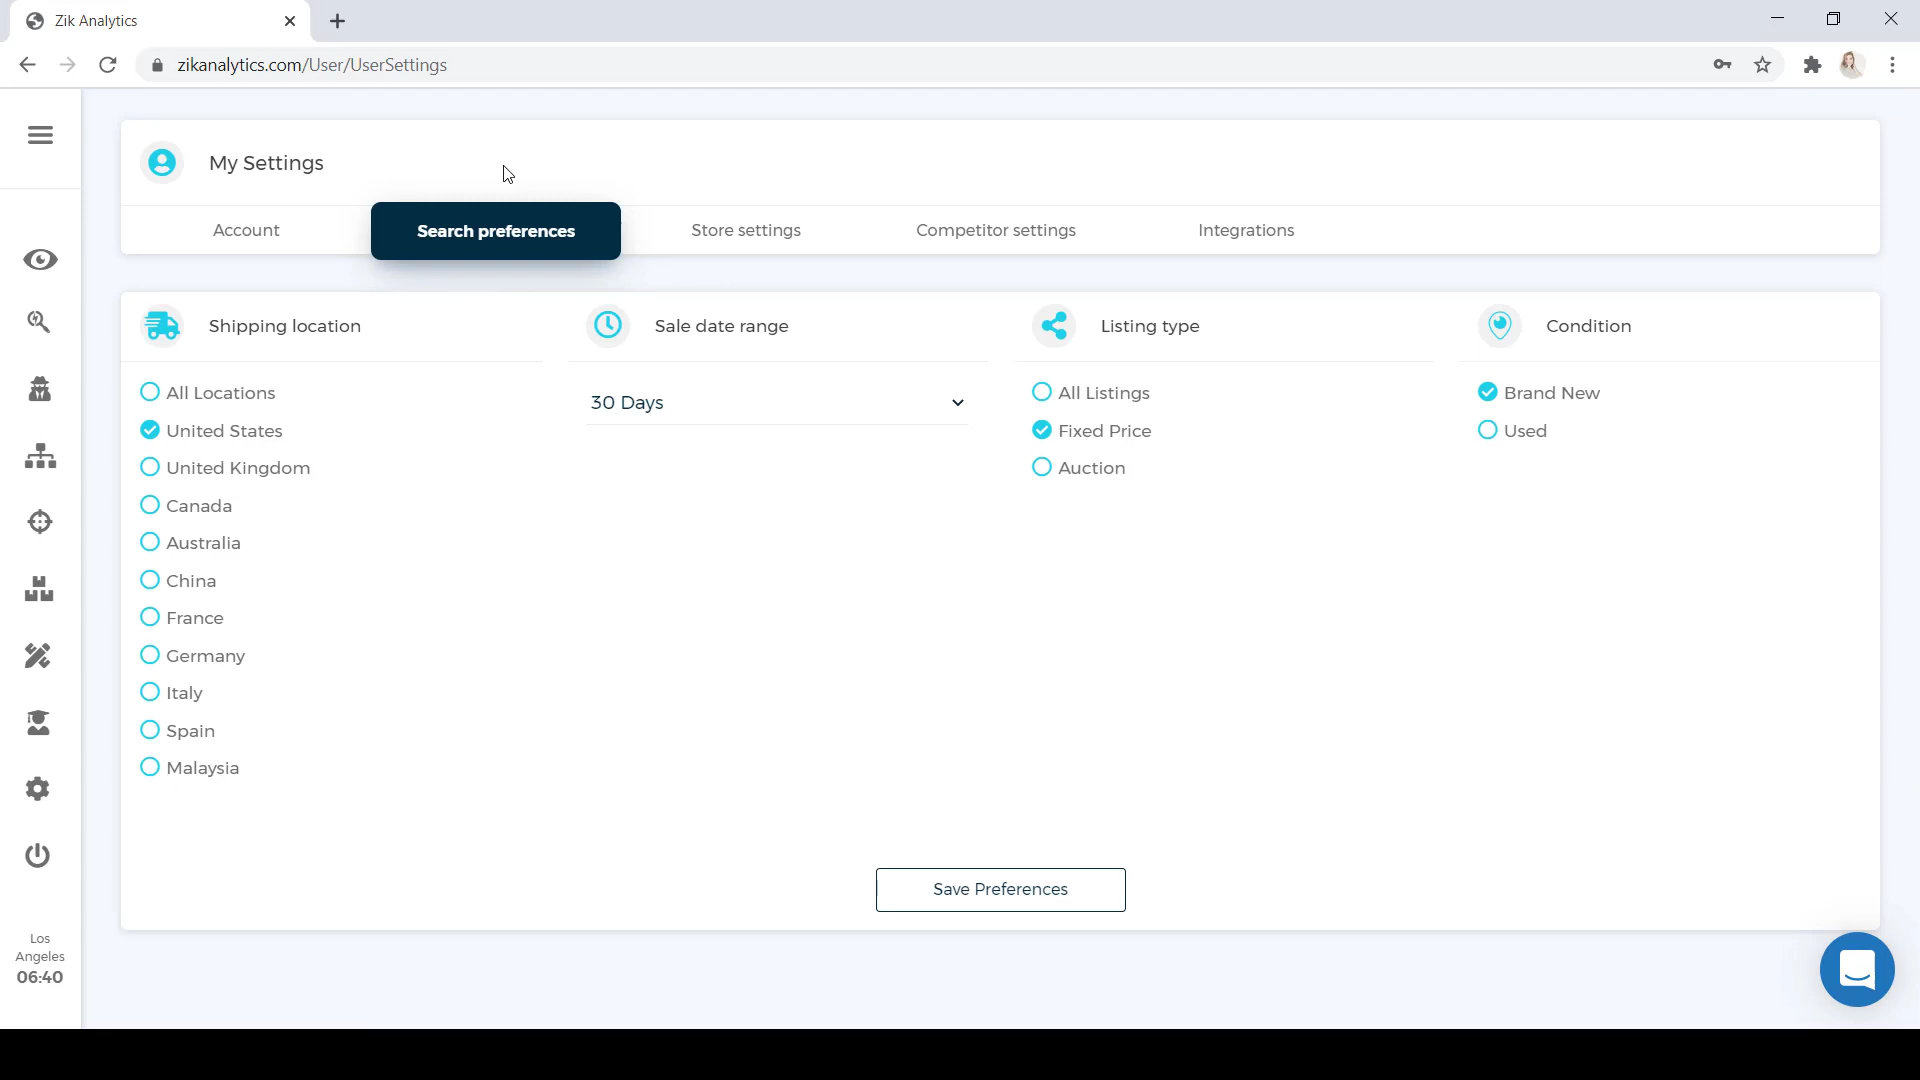 Zik Analytics
zikanalytics.com/User/UserSettings
My Settings
Account
Search preferences
Store settings
Competitor settings
Integrations
Shipping location
All Locations
United States
United Kingdom
Canada
Australia
China
France
Germany
Italy
Spain
Malaysia
Sale date range
30 Days
Listing type
All Listings
Fixed Price
Auction
Condition
Brand New
Used
Save Preferences
Los
Angeles
06:40